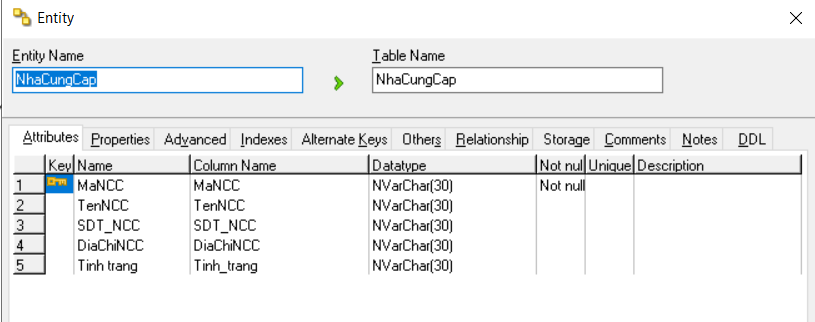 Entity
Entity Name Table Name
NhaCungCap NhaCungCap
Attributes Properties Advanced Indexes Alternate Keys Others Relationship Storage Comments Notes DDL
Key Name Column Name Datatype Not nul Unique Description
1 MaNCC MaNCC NVarChar(30) Not null
2 TenNCC TenNCC NVarChar(30)
3 SDT_NCC SDT_NCC NVarChar(30)
4 DiaChiNCC DiaChiNCC NVarChar(30)
5 Tinh trang Tinh_trang NVarChar(30)